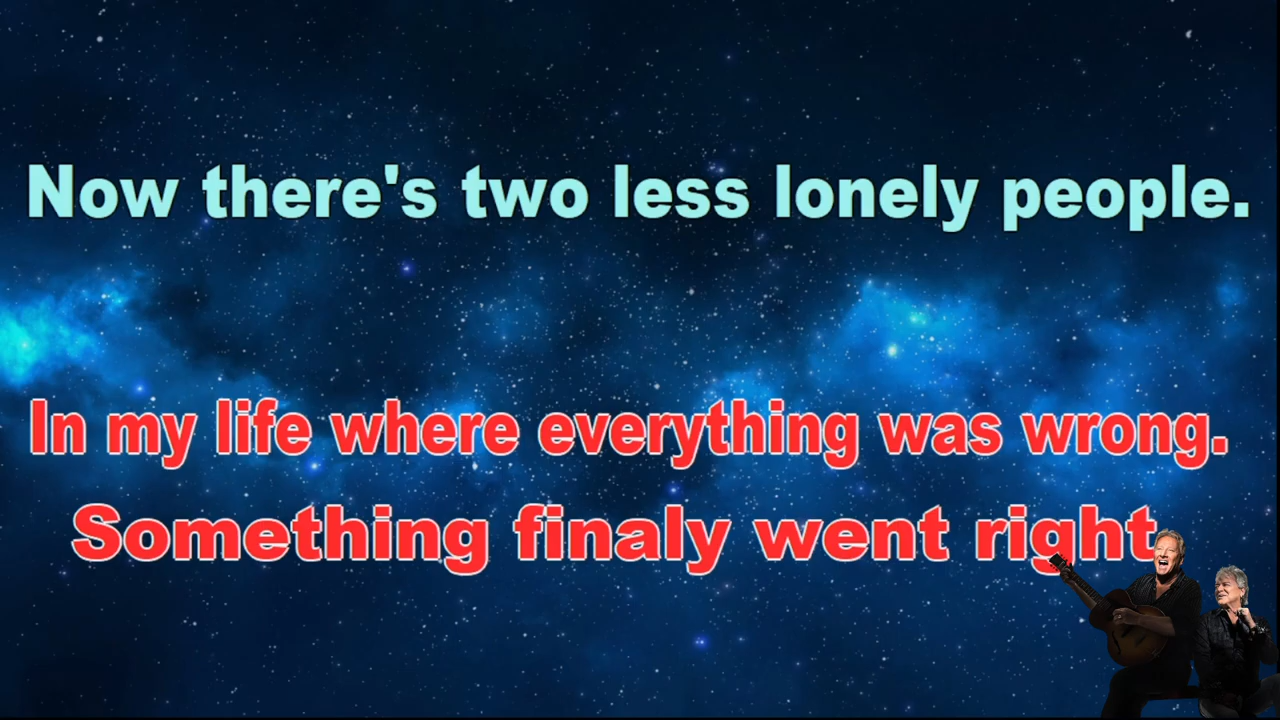 Now there's two less lonely people.
In my life where everything was wrong.
Something finaly went right